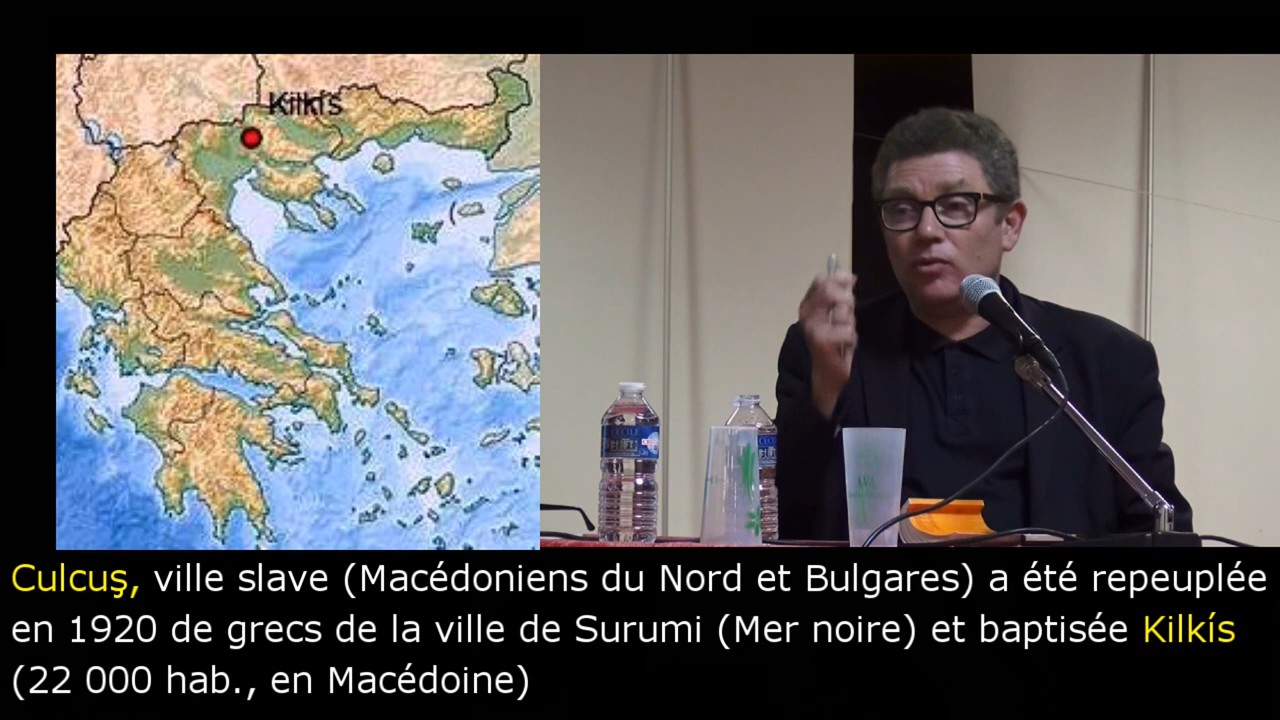 Kilkís
CECILE
Culcuş, ville slave (Macédoniens du Nord et Bulgares) a été repeuplée
en 1920 de grecs de la ville de Surumi (Mer noire) et baptisée Kilkís
(22 000 hab., en Macédoine)